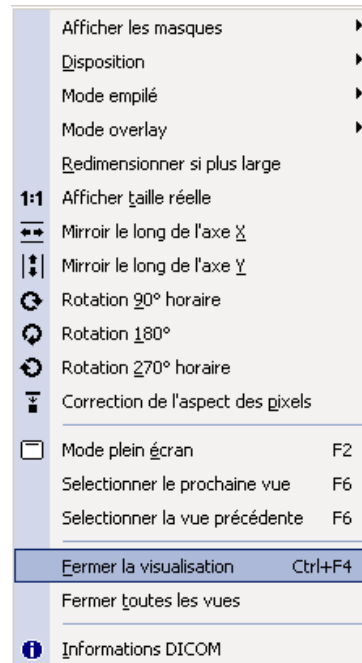 Afficher les masques
Disposition
Mode empilé
Mode overlay
Redimensionner si plus large
1:1 Afficher taille réelle
Mirroir le long de l'axe X
Mirroir le long de l'axe Y
Rotation 90° horaire
Rotation 180°
Rotation 270° horaire
Correction de l'aspect des pixels
Mode plein écran F2
Selectionner le prochaine vue F6
Selectionner la vue précédente F6
Fermer la visualisation Ctrl+F4
Fermer toutes les vues
Informations DICOM